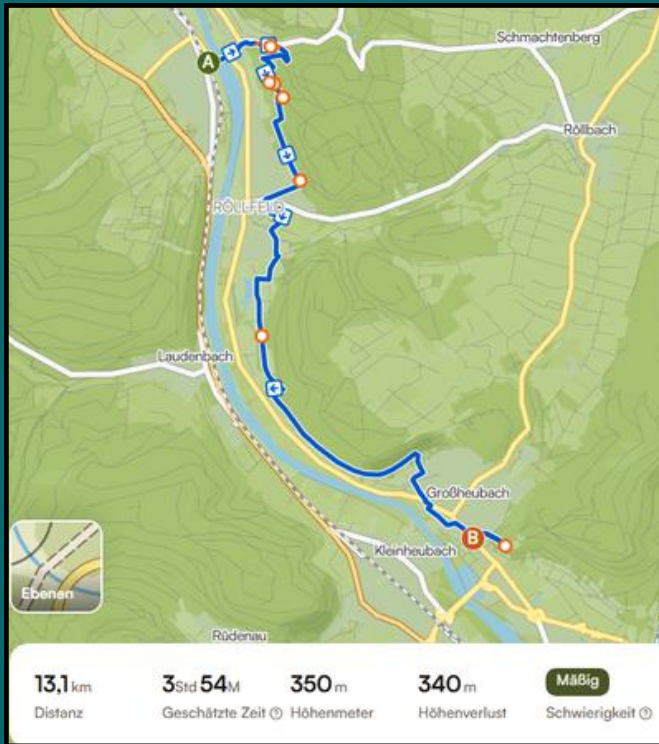 Schmachtenberg
A
Röllbach
RÖLLFELD
Laudenbach
Großheubach
B
Kleinheubach
Ebenen
Rüdenau
13,1 km
3 Std 54 M
350 m
340 m
Mäßig
Distanz
Geschätzte Zeit ?
Höhenmeter
Höhenverlust
Schwierigkeit ?